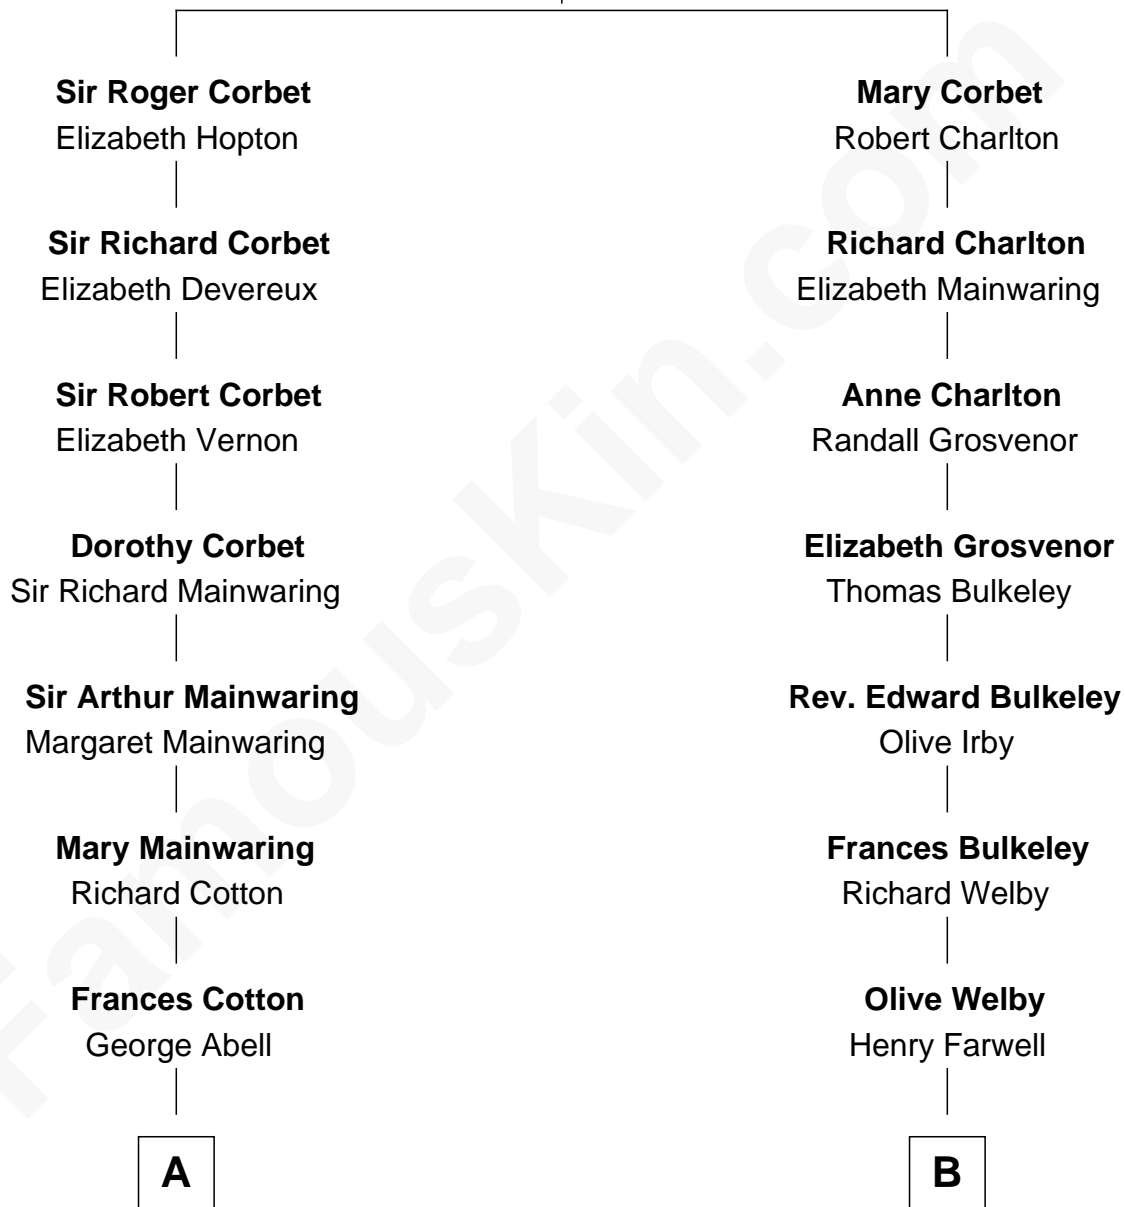 Sir Roger Corbet
Elizabeth Hopton
Sir Richard Corbet
Elizabeth Devereux
Sir Robert Corbet
Elizabeth Vernon
Dorothy Corbet
Sir Richard Mainwaring
Sir Arthur Mainwaring
Margaret Mainwaring
Mary Mainwaring
Richard Cotton
Frances Cotton
George Abell
A
Mary Corbet
Robert Charlton
Richard Charlton
Elizabeth Mainwaring
Anne Charlton
Randall Grosvenor
Elizabeth Grosvenor
Thomas Bulkeley
Rev. Edward Bulkeley
Olive Irby
Frances Bulkeley
Richard Welby
Olive Welby
Henry Farwell
B
FamousKin.com